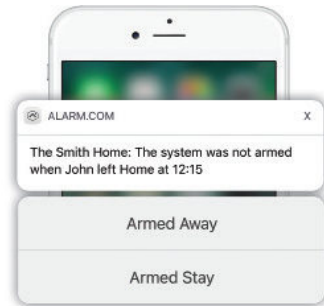 ALARM.COM X
The Smith Home: The system was not armed
when John left Home at 12:15
Armed Away
Armed Stay